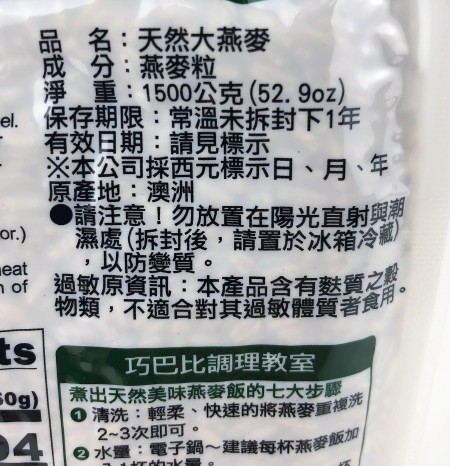 品 名：天然大燕麥
成 分：燕麥粒
淨 重：1500公克(52.9oz)
保存期限：常溫未拆封下1年
有效日期：請見標示
※本公司採西元標示日、月、年
原產地：澳洲
●請注意！勿放置在陽光直射與潮
濕處(拆封後，請置於冰箱冷藏)
，以防變質。
過敏原資訊：本產品含有麩質之穀
物類，不適合對其過敏體質者食用。
el.
or.)
eat
n of
ts
50g)
94
巧巴比調理教室
煮出天然美味燕麥飯的七大步驟
❶清洗：輕柔、快速的將燕麥重複洗
2~3次即可。
❷水量：電子鍋～建議每杯燕麥飯加
杯的水量。